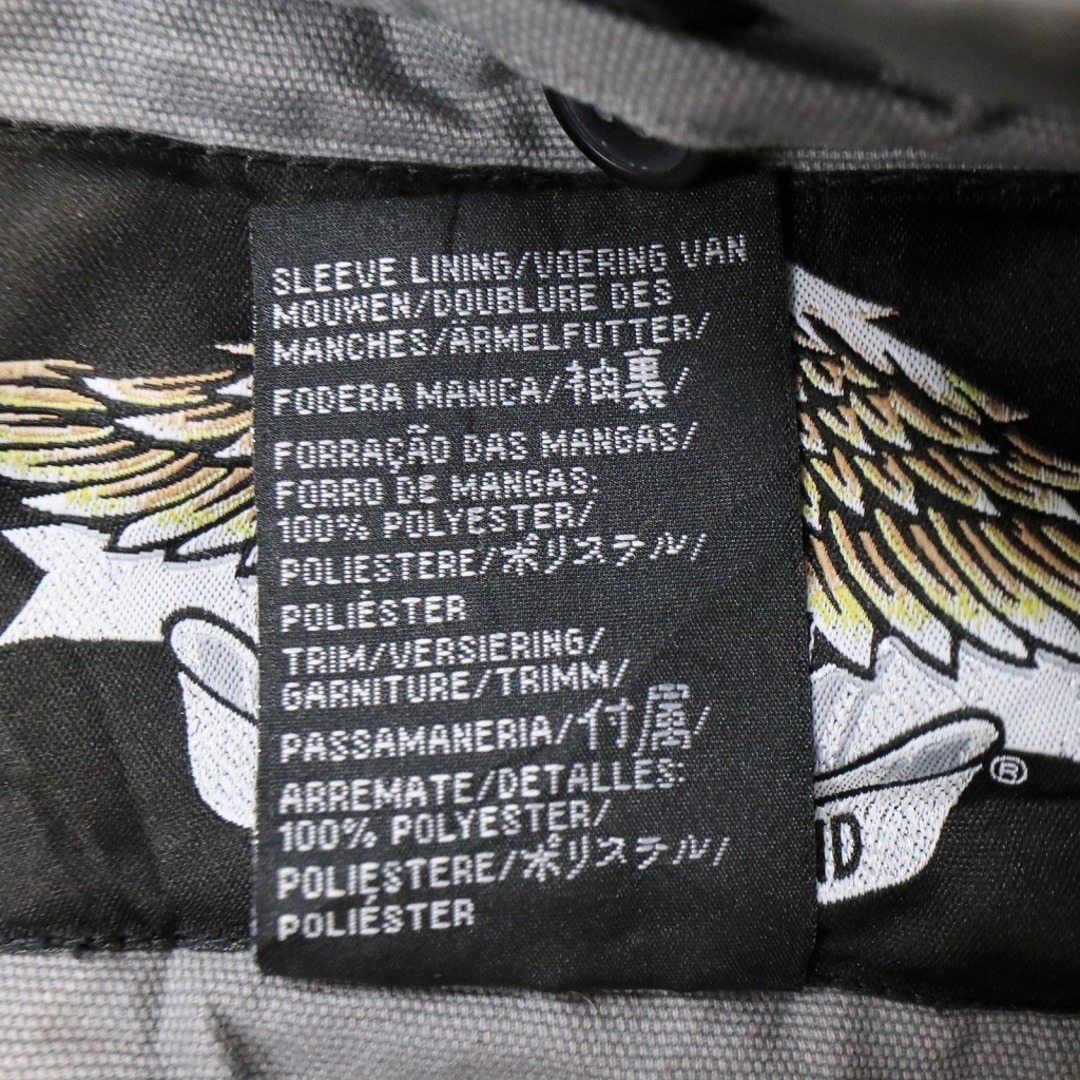 SLEEVE LINING/VOERING VAN
MOUWEN/DOUBLURE DES
MANCHES/ÄRMELFUTTER/
FODERA MANICA/袖裏/
FORRAÇÃO DAS MANGAS/
FORRO DE MANGAS:
100% POLYESTER/
POLIESTERE/ポリステル/
POLIÉSTER
TRIM/VERSIERING/
GARNITURE/TRIMM/
PASSAMANERIA/付属/
ARREMATE/DETALLES:
100% POLYESTER/
POLIESTERE/ポリステル/
POLIÉSTER
®